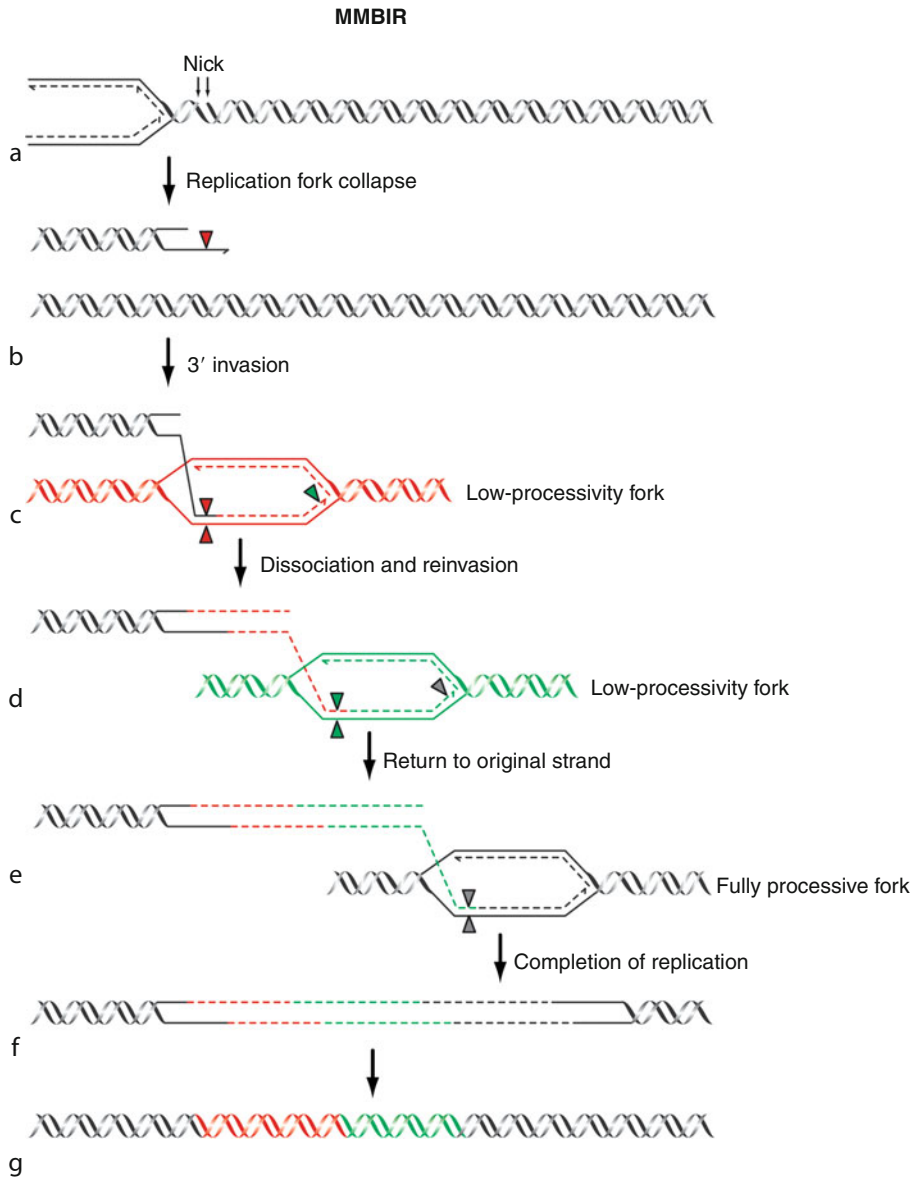 MMBIR
Nick
a
Replication fork collapse
b
3′ invasion
c
Low-processivity fork
Dissociation and reinvasion
d
Low-processivity fork
Return to original strand
e
Fully processive fork
Completion of replication
f
g